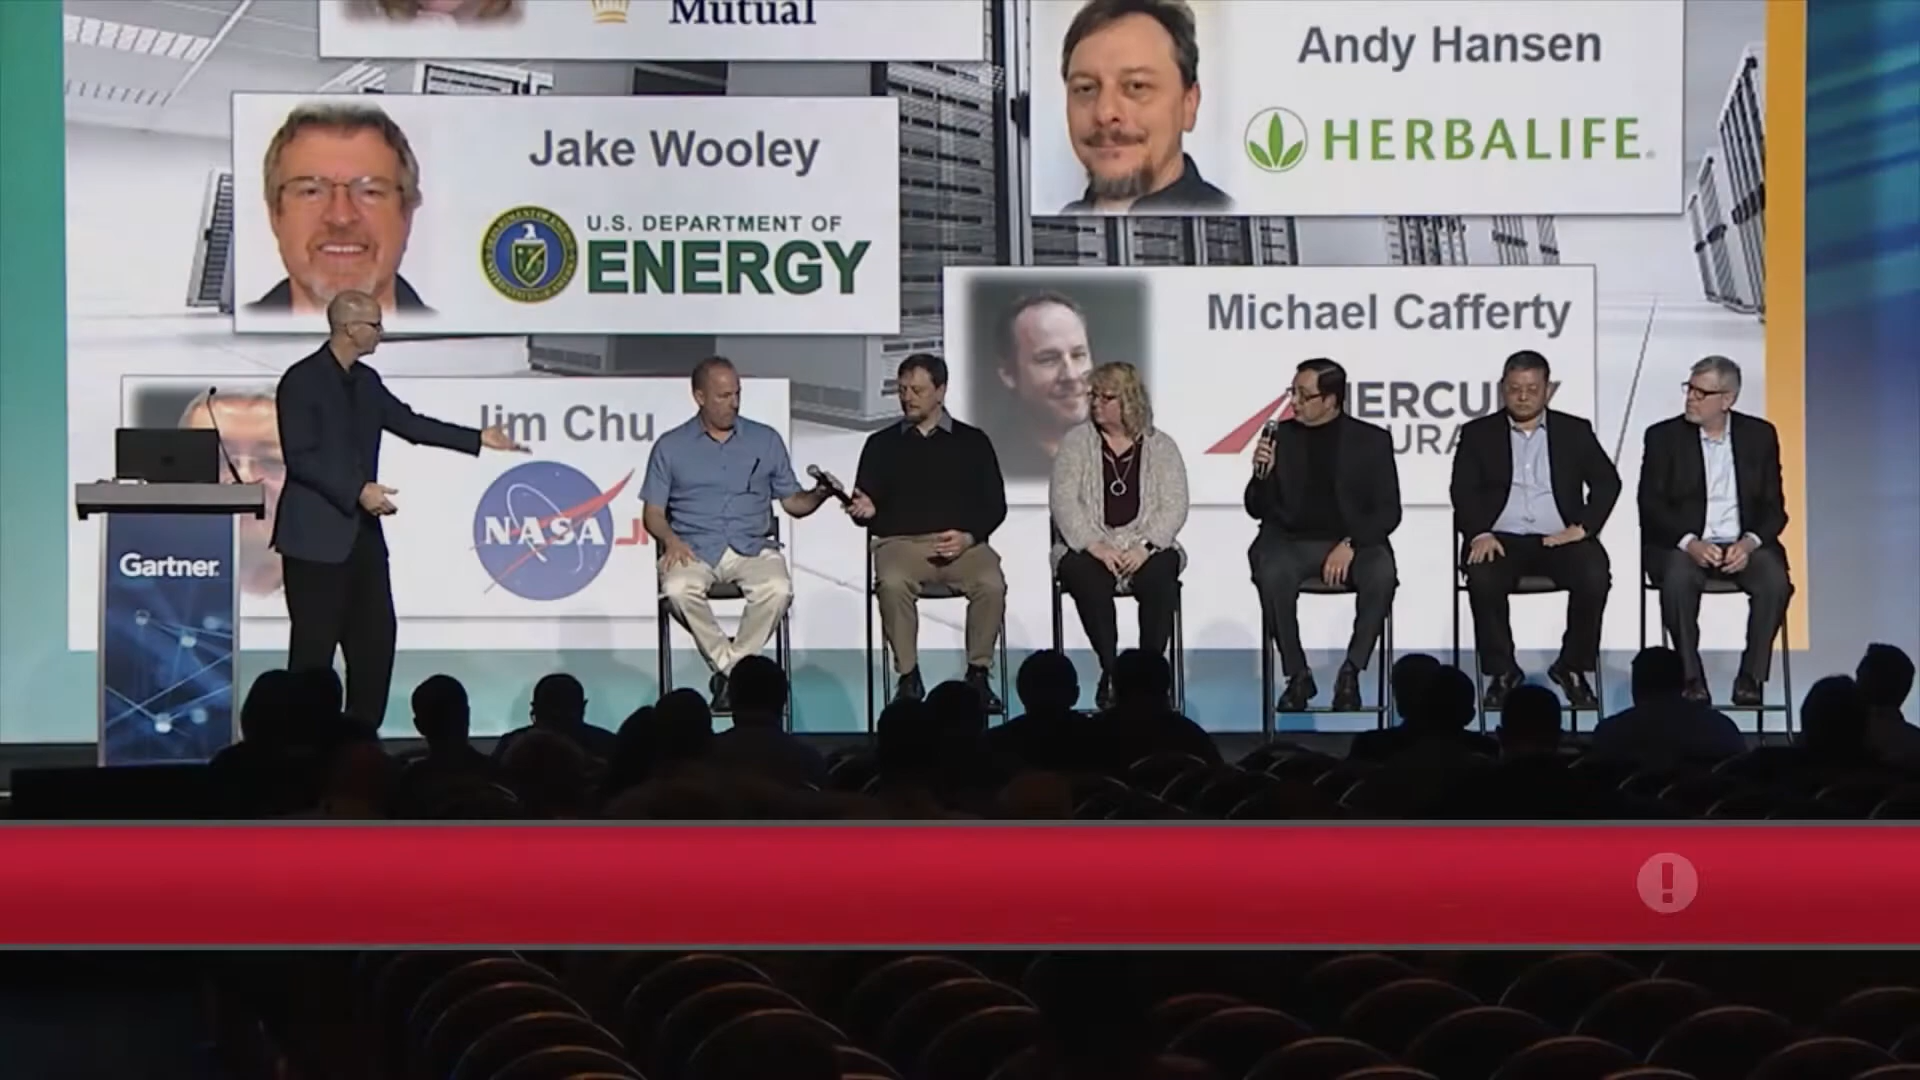 Mutual
Andy Hansen
HERBALIFE
Jake Wooley
U.S. DEPARTMENT OF
ENERGY
Michael Cafferty
Jim Chu
NASA
Gartner